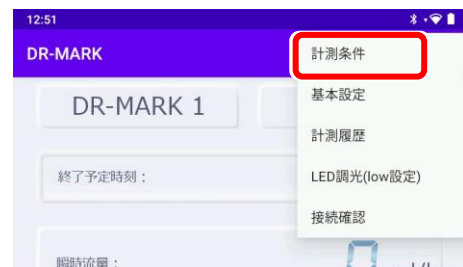 12:51
DR-MARK
計測条件
基本設定
計測履歴
LED調光(low設定)
接続確認
DR-MARK 1
終了予定時刻：
瞬時流量：